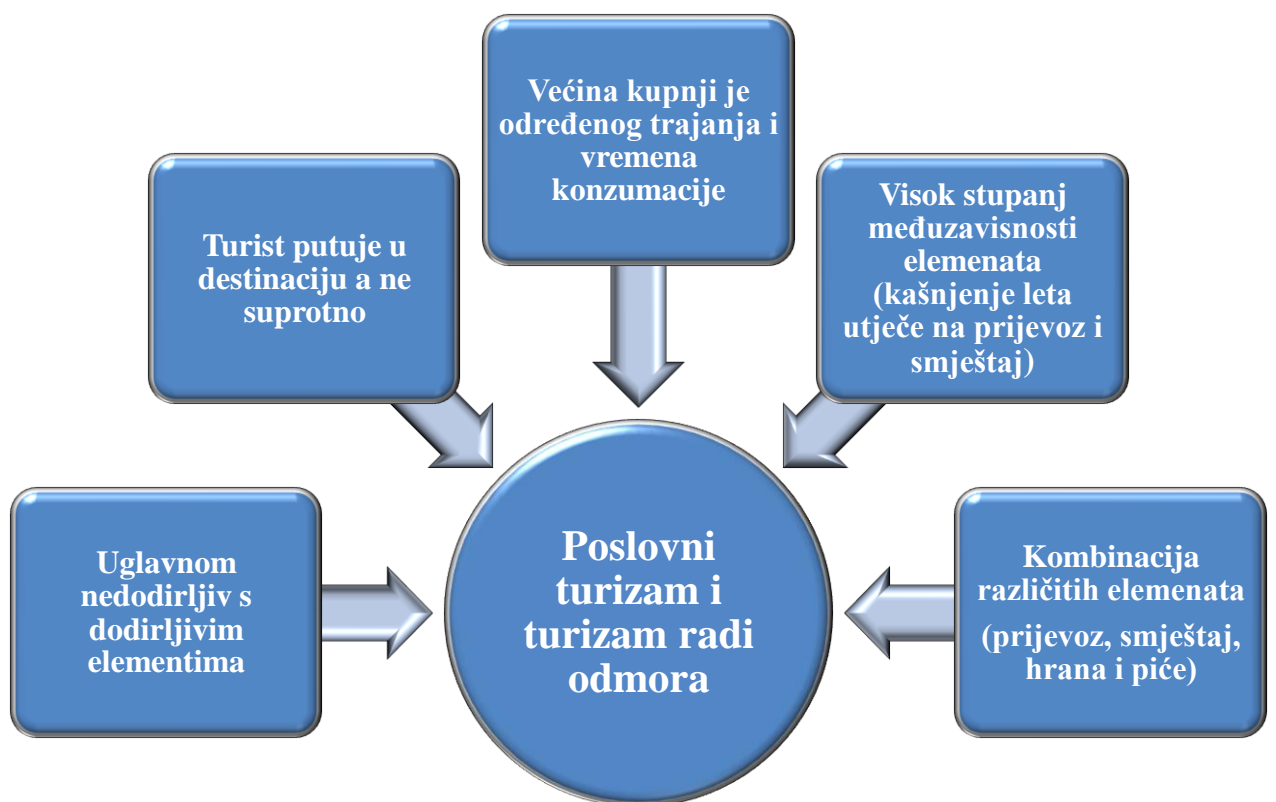 Većina kupnji je
određenog trajanja i
vremena
konzumacije
Turist putuje u
destinaciju a ne
suprotno
Visok stupanj
međuzavisnosti
elemenata
(kašnjenje leta
utječe na prijevoz i
smještaj)
Uglavnom
nedodirljiv s
dodirljivim
elementima
Poslovni
turizam i
turizam radi
odmora
Kombinacija
različitih elemenata
(prijevoz, smještaj,
hrana i piće)